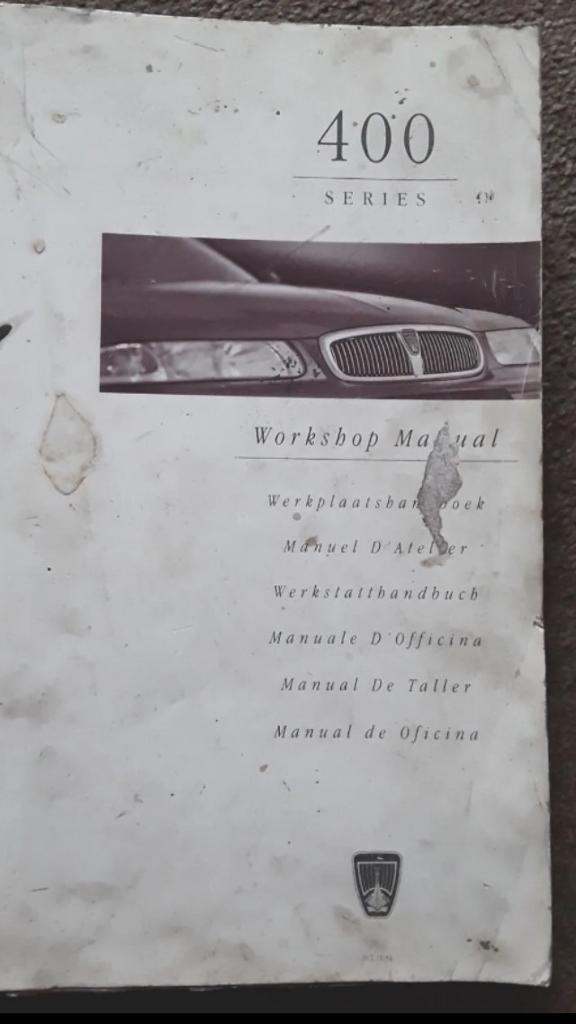 400
SERIES
Workshop Manual
Werkplaatshandboek
Manuel D'Atelier
Werkstatthandbuch
Manuale D'Officina
Manual De Taller
Manual de Oficina